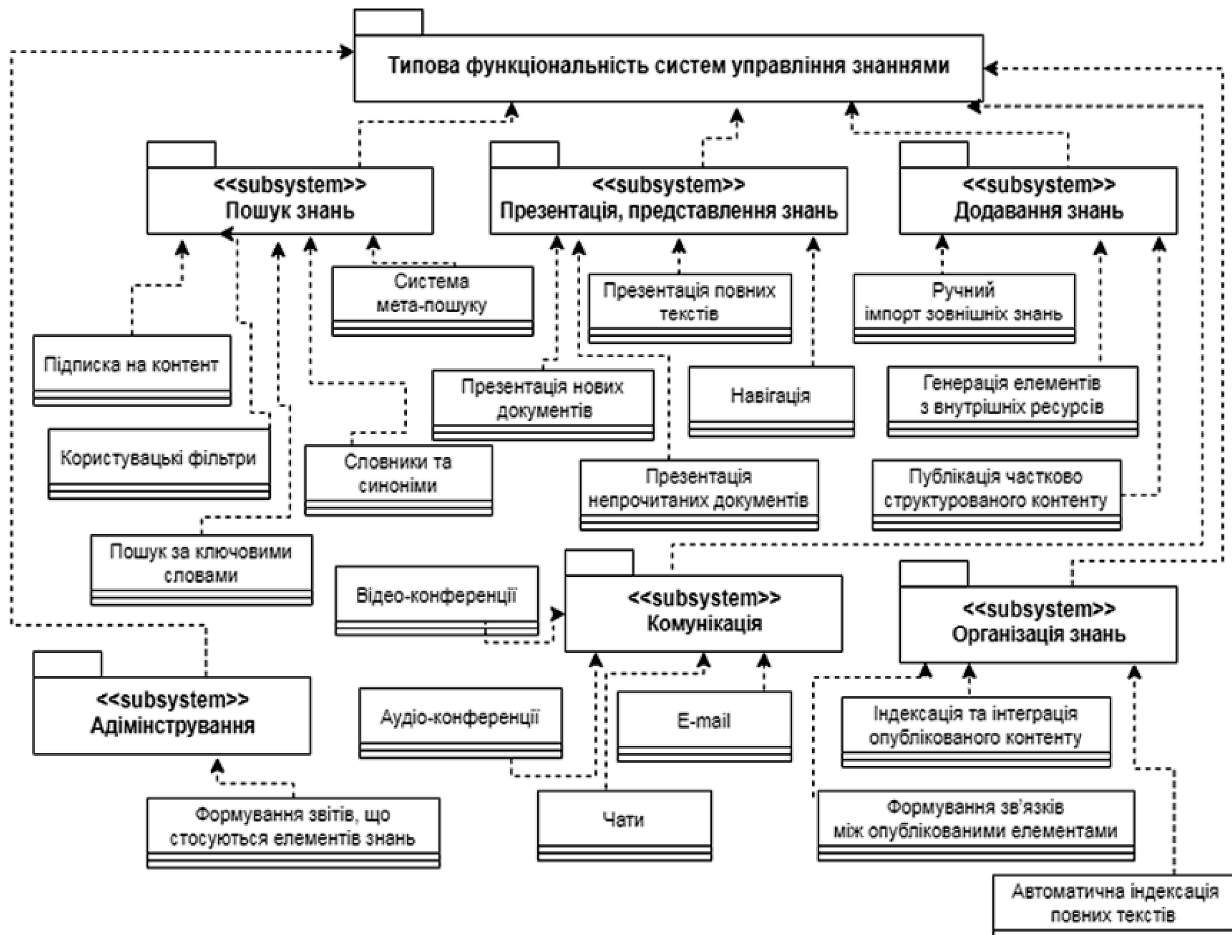 Типова функціональність систем управління знаннями
<<subsystem>>
Пошук знань
<<subsystem>>
Презентація, представлення знань
<<subsystem>>
Додавання знань
Система
мета-пошуку
Презентація повних
текстів
Ручний
імпорт зовнішніх знань
Підписка на контент
Презентація нових
документів
Навігація
Генерація елементів
з внутрішніх ресурсів
Користувацькі фільтри
Словники та
синоніми
Презентація
непрочитаних документів
Публікація частково
структурованого контенту
Пошук за ключовими
словами
Відео-конференції
<<subsystem>>
Комунікація
<<subsystem>>
Організація знань
<<subsystem>>
Адімінстрування
Аудіо-конференції
E-mail
Індексація та інтеграція
опублікованого контенту
Формування звітів, що
стосуються елементів знань
Чати
Формування зв'язків
між опублікованими елементами
Автоматична індексація
повних текстів